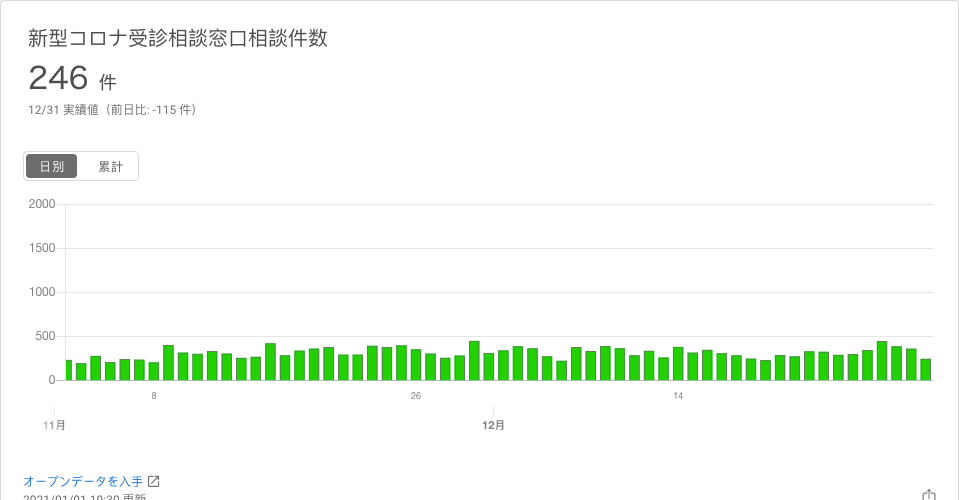 新型コロナ受診相談窓口相談件数
246 件
12/31 実績値（前日比: -115 件）
日別 累計
2000
1500
1000
500
0
8 26 14
11月 12月
オープンデータを入手
2021/01/01 19:30 更新